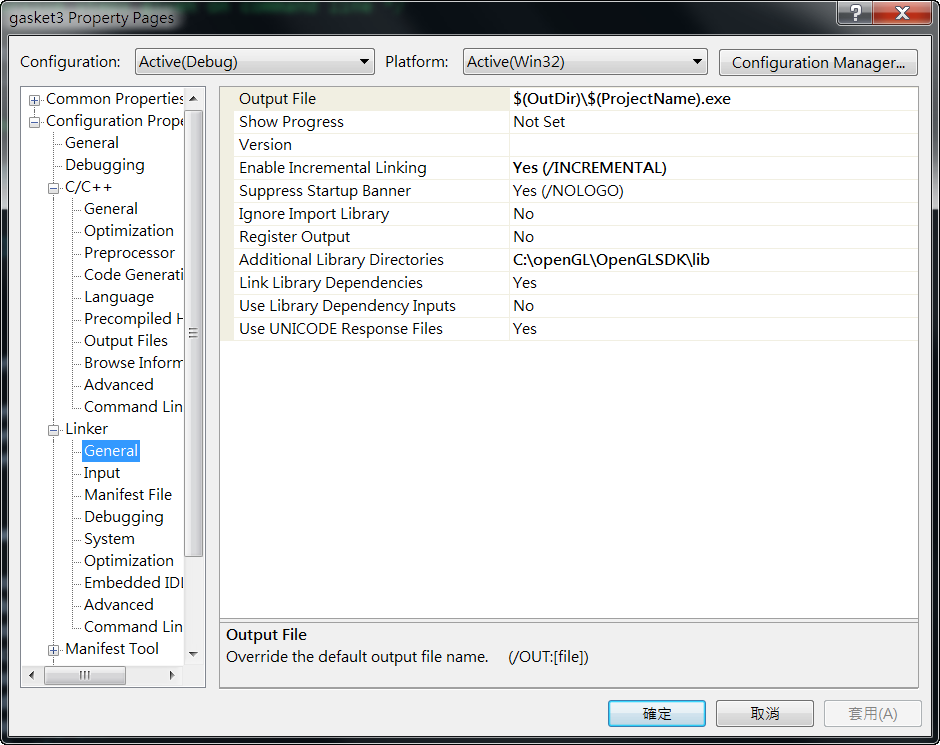 gasket3 Property Pages
Configuration: Active(Debug) Platform: Active(Win32) Configuration Manager...
Common Properties
Configuration Prope
General
Debugging
C/C++
General
Optimization
Preprocessor
Code Generati
Language
Precompiled H
Output Files
Browse Inform
Advanced
Command Lin
Linker
General
Input
Manifest File
Debugging
System
Optimization
Embedded IDI
Advanced
Command Lin
Manifest Tool
Output File $(OutDir)\$(ProjectName).exe
Show Progress Not Set
Version
Enable Incremental Linking Yes (/INCREMENTAL)
Suppress Startup Banner Yes (/NOLOGO)
Ignore Import Library No
Register Output No
Additional Library Directories C:\openGL\OpenGLSDK\lib
Link Library Dependencies Yes
Use Library Dependency Inputs No
Use UNICODE Response Files Yes
Output File
Override the default output file name. (/OUT:[file])
確定 取消 套用(A)